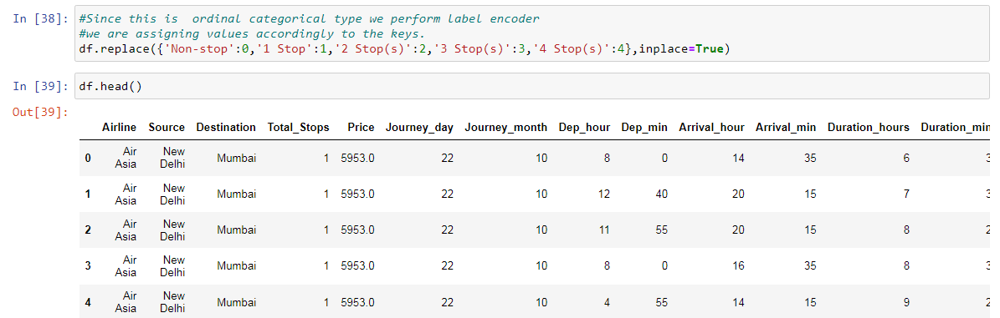 In [38]: #Since this is  ordinal categorical type we perform label encoder
#we are assigning values accordingly to the keys.
df.replace({'Non-stop':0,'1 Stop':1,'2 Stop(s)':2,'3 Stop(s)':3,'4 Stop(s)':4},inplace=True)
In [39]: df.head()
Out[39]:
Airline Source Destination Total_Stops Price Journey_day Journey_month Dep_hour Dep_min Arrival_hour Arrival_min Duration_hours Duration_min
0 Air Asia New Delhi Mumbai 1 5953.0 22 10 8 0 14 35 6 3
1 Air Asia New Delhi Mumbai 1 5953.0 22 10 12 40 20 15 7 3
2 Air Asia New Delhi Mumbai 1 5953.0 22 10 11 55 20 15 8 2
3 Air Asia New Delhi Mumbai 1 5953.0 22 10 8 0 16 35 8 3
4 Air Asia New Delhi Mumbai 1 5953.0 22 10 4 55 14 15 9 2